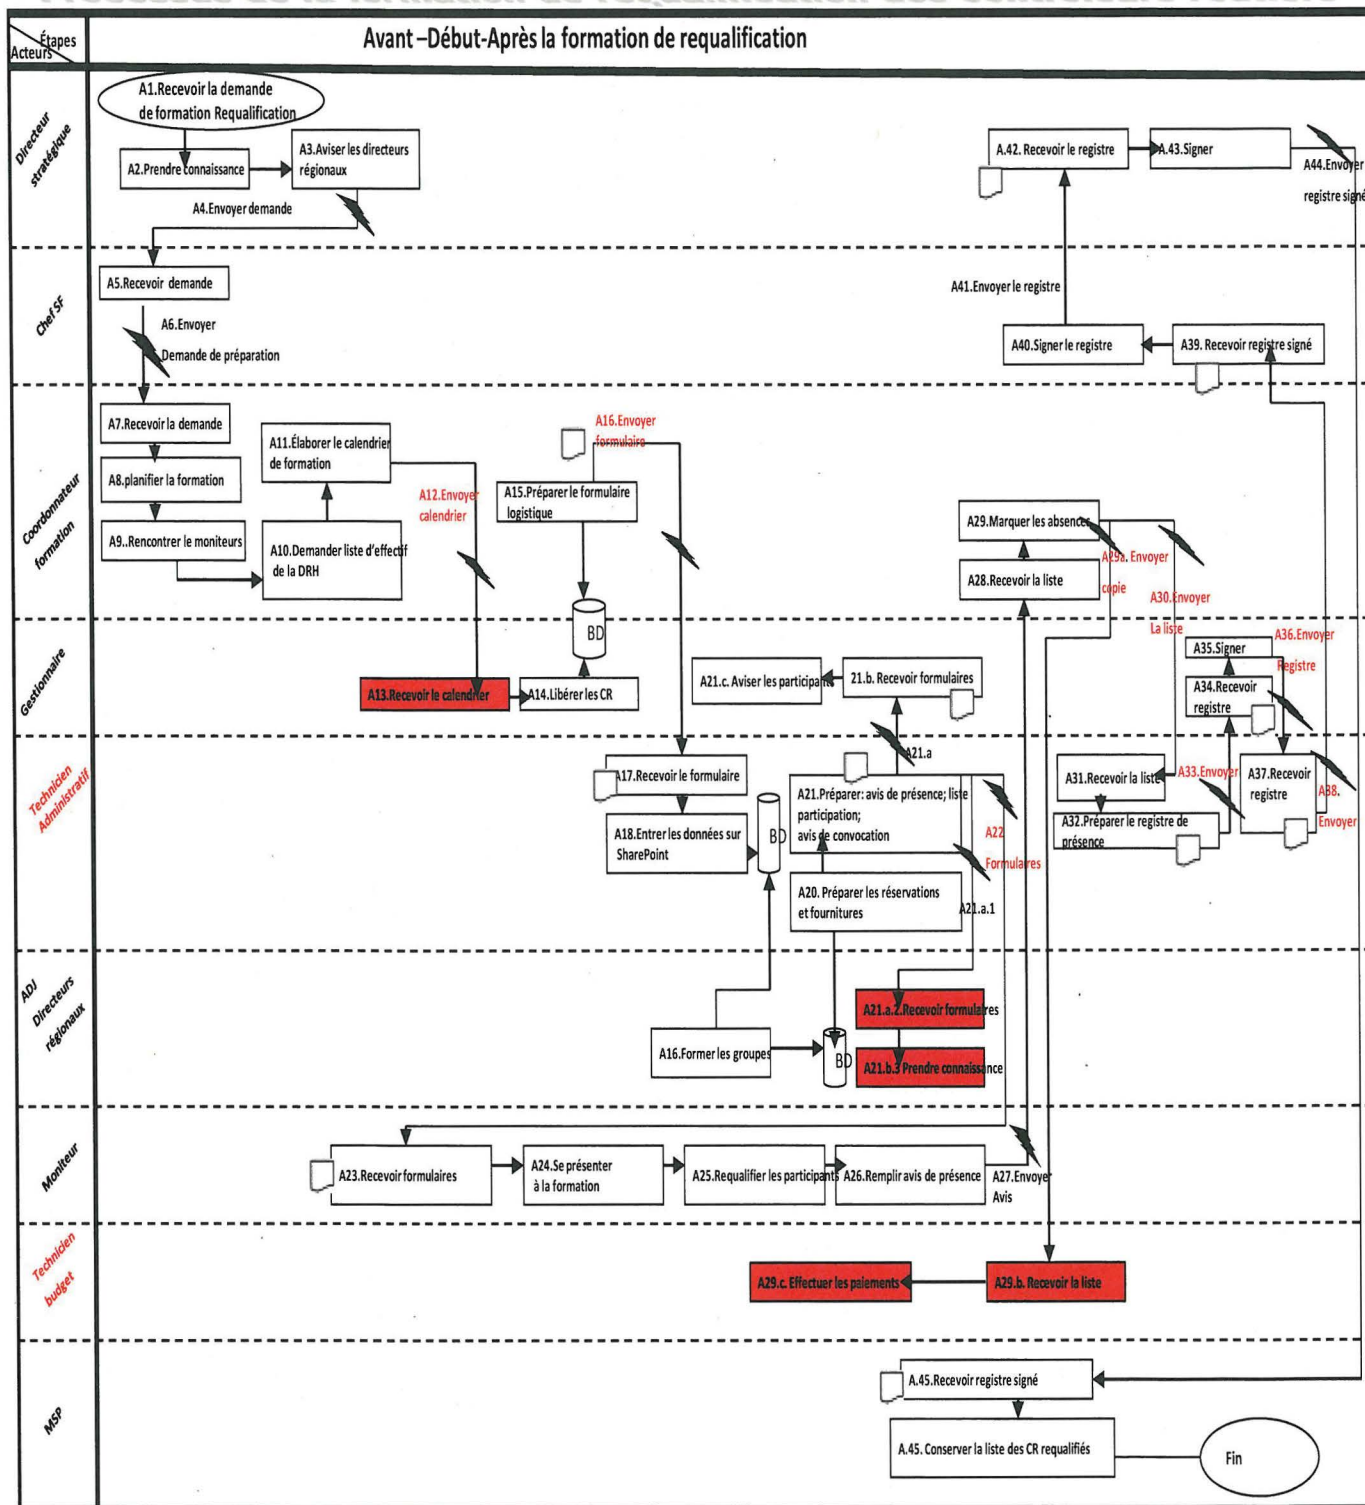 Étapes
Acteurs
Avant –Début-Après la formation de requalification
Directeur
stratégique
A1.Recevoir la demande
de formation Requalification
A2.Prendre connaissance
A3.Aviser les directeurs
régionaux
A4.Envoyer demande
A.42. Recevoir le registre
A.43.Signer
A44.Envoyer
registre signé
Chef SF
A5.Recevoir demande
A6.Envoyer
Demande de préparation
A41.Envoyer le registre
A40.Signer le registre
A39. Recevoir registre signé
Coordonnateur
formation
A7.Recevoir la demande
A8.planifier la formation
A9..Rencontrer le moniteurs
A11.Élaborer le calendrier
de formation
A10.Demander liste d'effectif
de la DRH
A12.Envoyer
calendrier
A16.Envoyer
formulaire
A15.Préparer le formulaire
logistique
A29.Marquer les absences
A28.Recevoir la liste
A29a. Envoyer
copie
A30.Envoyer
La liste
BD
Gestionnaire
A13.Recevoir le calendrier
A14.Libérer les CR
A21.c. Aviser les participants
21.b. Recevoir formulaires
A35.Signer
A34.Recevoir
registre
A36.Envoyer
Registre
Technicien
Administratif
A17.Recevoir le formulaire
A18.Entrer les données sur
SharePoint
BD
A21.a
A21.Préparer: avis de présence; liste
participation;
avis de convocation
A20. Préparer les réservations
et fournitures
A22
Formulaires
A21.a.1
A31.Recevoir la liste
A32.Préparer le registre de
présence
A33.Envoyer
A37.Recevoir
registre
A38.
Envoyer
ADJ
Directeurs
régionaux
A16.Former les groupes
BD
A21.a.2.Recevoir formulaires
A21.b.3 Prendre connaissance
Moniteur
A23.Recevoir formulaires
A24.Se présenter
à la formation
A25.Requalifier les participants
A26.Remplir avis de présence
A27.Envoyer
Avis
Technicien
budget
A29.c. Effectuer les paiements
A29.b. Recevoir la liste
MSP
A.45.Recevoir registre signé
A.45. Conserver la liste des CR requalifiés
Fin